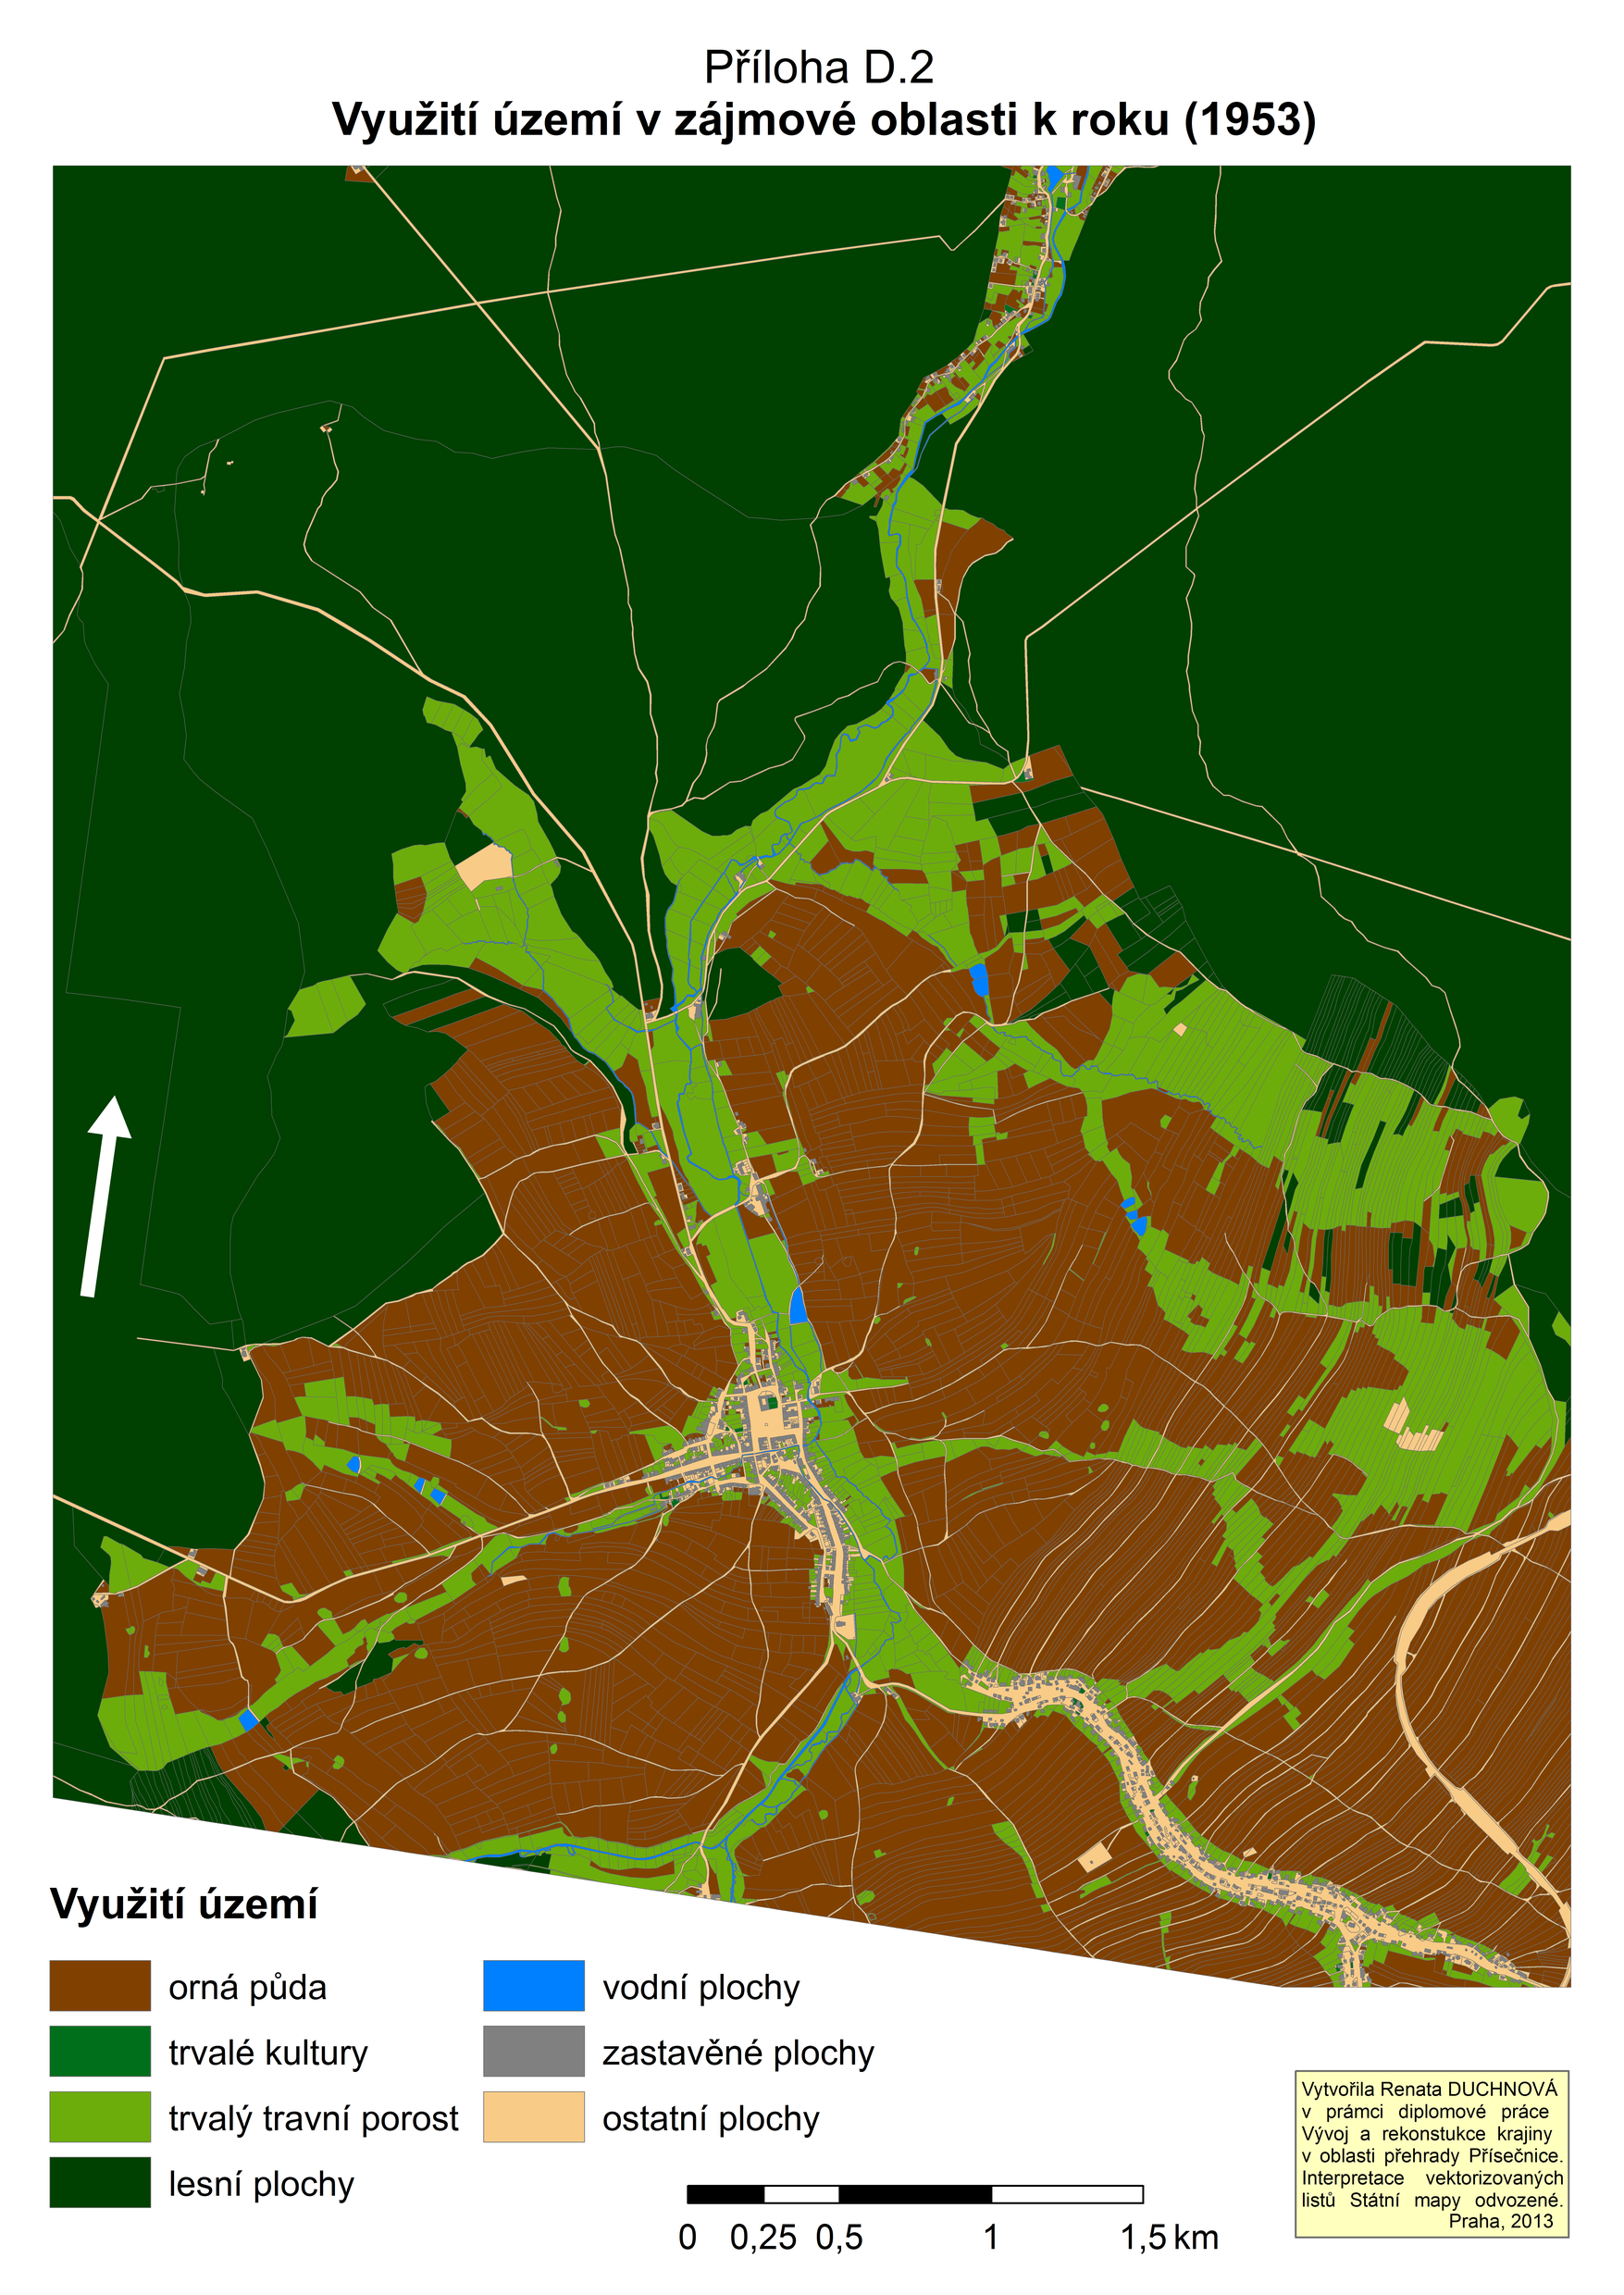 Příloha D.2
Využití území v zájmové oblasti k roku (1953)
Využití území
orná půda
trvalé kultury
trvalý travní porost
lesní plochy
vodní plochy
zastavěné plochy
ostatní plochy
0 0,25 0,5 1 1,5 km
Vytvořila Renata DUCHNOVÁ
v prámci diplomové práce
Vývoj a rekonstukce krajiny
v oblasti přehrady Přísečnice.
Interpretace vektorizovaných
listů Státní mapy odvozené.
Praha, 2013